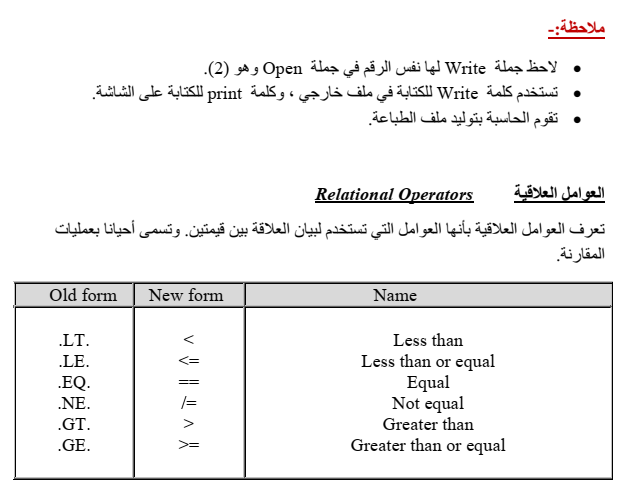 ملاحظة:-
• لاحظ جملة Write لها نفس الرقم في جملة Open وهو (2).
• تستخدم كلمة Write للكتابة في ملف خارجي ، وكلمة print للكتابة على الشاشة.
• تقوم الحاسبة بتوليد ملف الطباعة.
العوامل العلاقية Relational Operators
تعرف العوامل العلاقية بأنها العوامل التي تستخدم لبيان العلاقة بين قيمتين. وتسمى أحيانا بعمليات
المقارنة.
Old form New form Name
.LT. < Less than
.LE. <= Less than or equal
.EQ. == Equal
.NE. /= Not equal
.GT. > Greater than
.GE. >= Greater than or equal